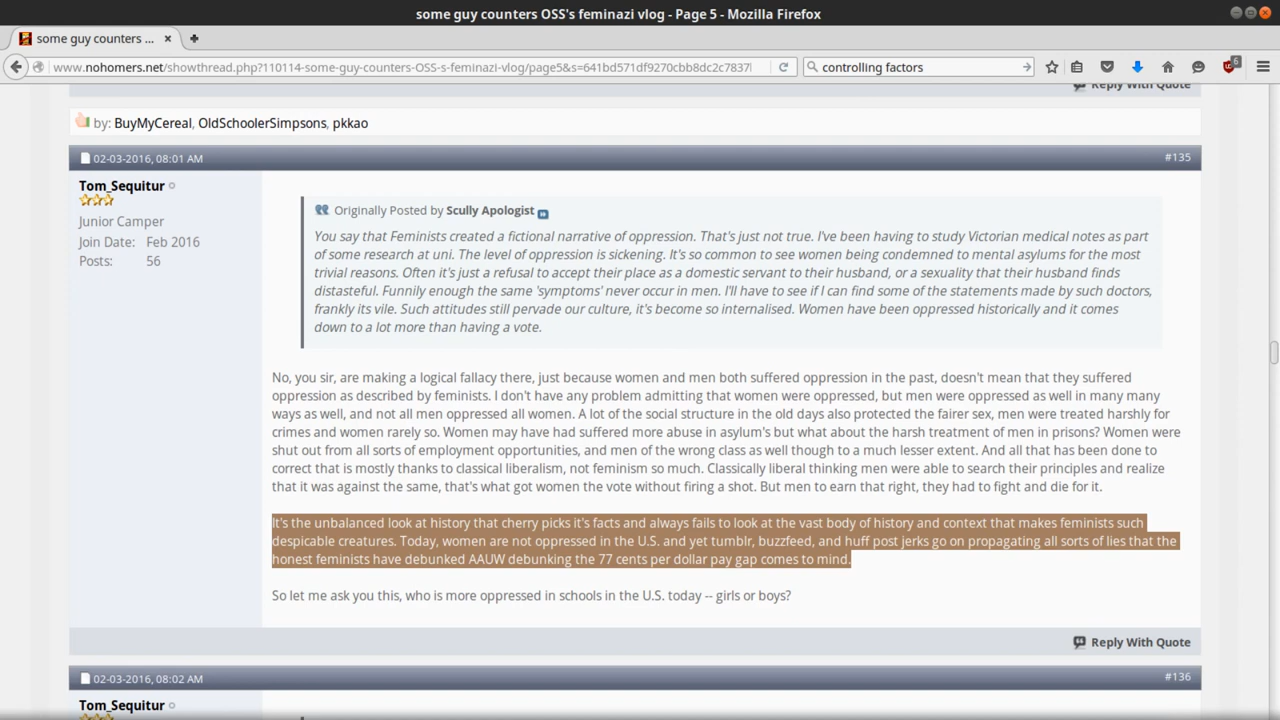 some guy counters OSS's feminazi vlog - Page 5 - Mozilla Firefox
some guy counters ...
www.nohomers.net/showthread.php?110114-some-guy-counters-OSS-s-feminazi-vlog/page5&s=641bd571df9270cbb8dc2c7837
controlling factors
6
Reply With Quote
by: BuyMyCereal, OldSchoolerSimpsons, pkkao
02-03-2016, 08:01 AM
#135
Tom_Sequitur
Junior Camper
Join Date: Feb 2016
Posts: 56
Originally Posted by Scully Apologist
You say that Feminists created a fictional narrative of oppression. That's just not true. I've been having to study Victorian medical notes as part
of some research at uni. The level of oppression is sickening. It's so common to see women being condemned to mental asylums for the most
trivial reasons. Often it's just a refusal to accept their place as a domestic servant to their husband, or a sexuality that their husband finds
distasteful. Funnily enough the same 'symptoms' never occur in men. I'll have to see if I can find some of the statements made by such doctors,
frankly its vile. Such attitudes still pervade our culture, it's become so internalised. Women have been oppressed historically and it comes
down to a lot more than having a vote.
No, you sir, are making a logical fallacy there, just because women and men both suffered oppression in the past, doesn't mean that they suffered
oppression as described by feminists. I don't have any problem admitting that women were oppressed, but men were oppressed as well in many many
ways as well, and not all men oppressed all women. A lot of the social structure in the old days also protected the fairer sex, men were treated harshly for
crimes and women rarely so. Women may have had suffered more abuse in asylum's but what about the harsh treatment of men in prisons? Women were
shut out from all sorts of employment opportunities, and men of the wrong class as well though to a much lesser extent. And all that has been done to
correct that is mostly thanks to classical liberalism, not feminism so much. Classically liberal thinking men were able to search their principles and realize
that it was against the same, that's what got women the vote without firing a shot. But men to earn that right, they had to fight and die for it.
It's the unbalanced look at history that cherry picks it's facts and always fails to look at the vast body of history and context that makes feminists such
despicable creatures. Today, women are not oppressed in the U.S. and yet tumblr, buzzfeed, and huff post jerks go on propagating all sorts of lies that the
honest feminists have debunked AAUW debunking the 77 cents per dollar pay gap comes to mind.
So let me ask you this, who is more oppressed in schools in the U.S. today -- girls or boys?
Reply With Quote
02-03-2016, 08:02 AM
#136
Tom_Sequitur